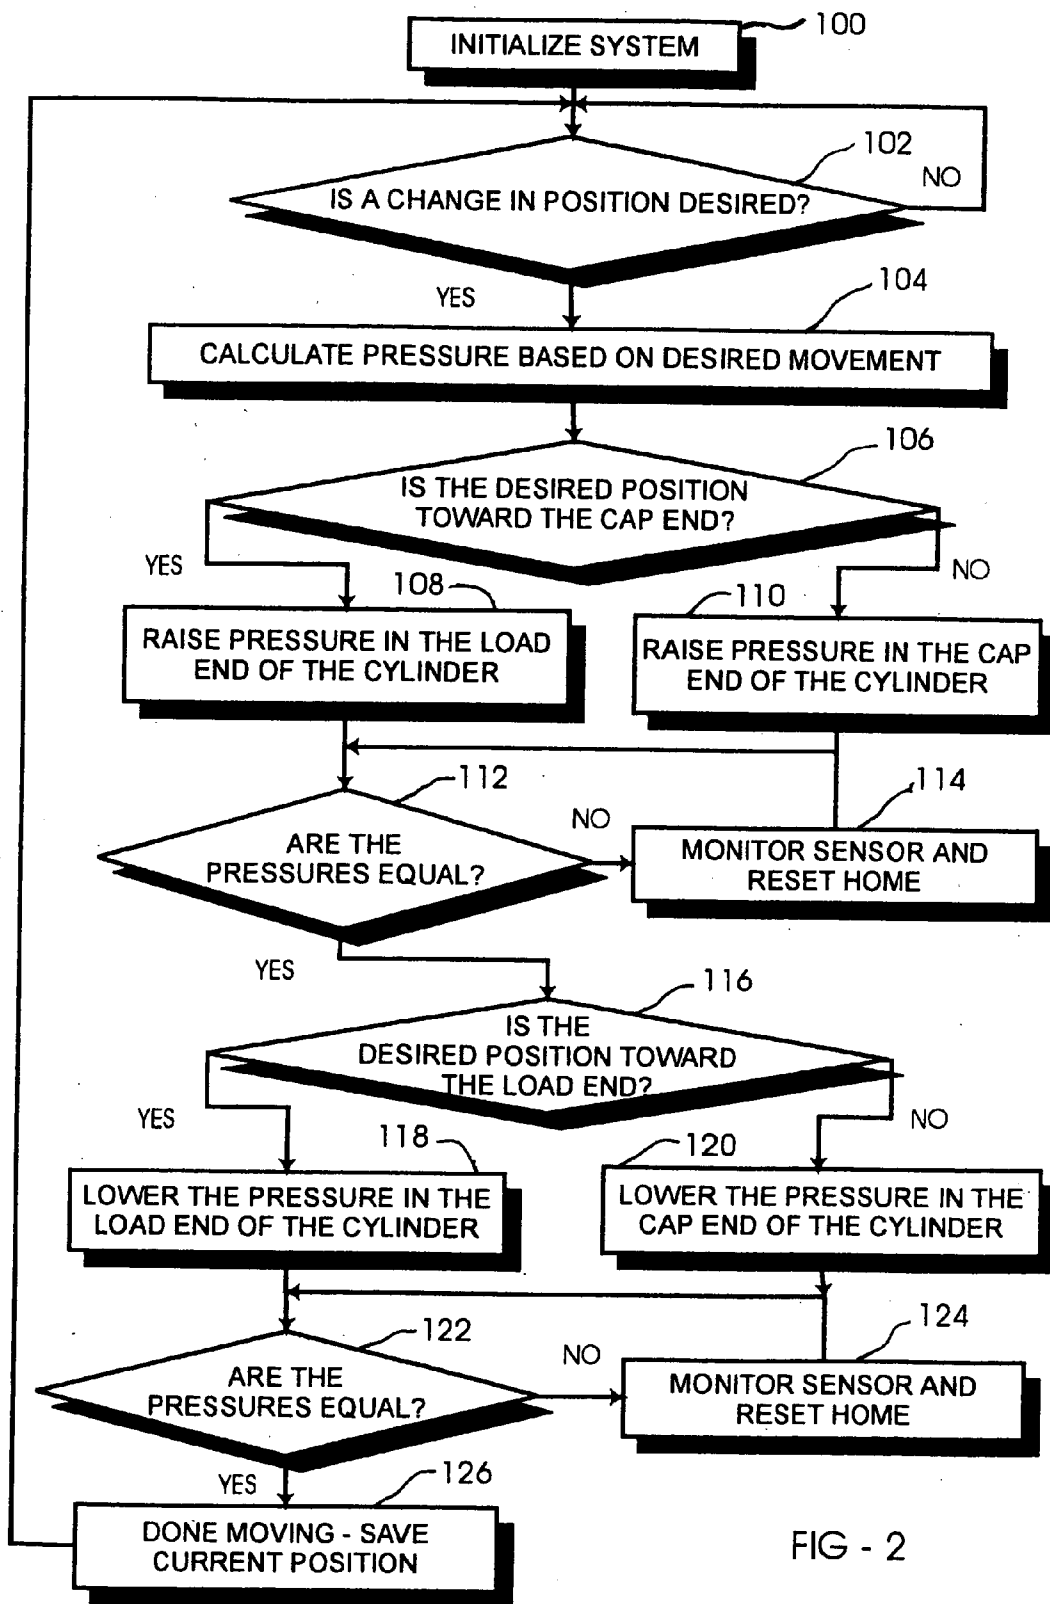 100
INITIALIZE SYSTEM
102
NO
IS A CHANGE IN POSITION DESIRED?
YES
104
CALCULATE PRESSURE BASED ON DESIRED MOVEMENT
106
IS THE DESIRED POSITION
TOWARD THE CAP END?
YES
NO
108
110
RAISE PRESSURE IN THE LOAD
END OF THE CYLINDER
RAISE PRESSURE IN THE CAP
END OF THE CYLINDER
112
114
NO
ARE THE
PRESSURES EQUAL?
MONITOR SENSOR AND
RESET HOME
YES
116
IS THE
DESIRED POSITION TOWARD
THE LOAD END?
YES
NO
118
120
LOWER THE PRESSURE IN THE
LOAD END OF THE CYLINDER
LOWER THE PRESSURE IN THE
CAP END OF THE CYLINDER
122
124
NO
ARE THE
PRESSURES EQUAL?
MONITOR SENSOR AND
RESET HOME
YES
126
DONE MOVING - SAVE
CURRENT POSITION
FIG - 2